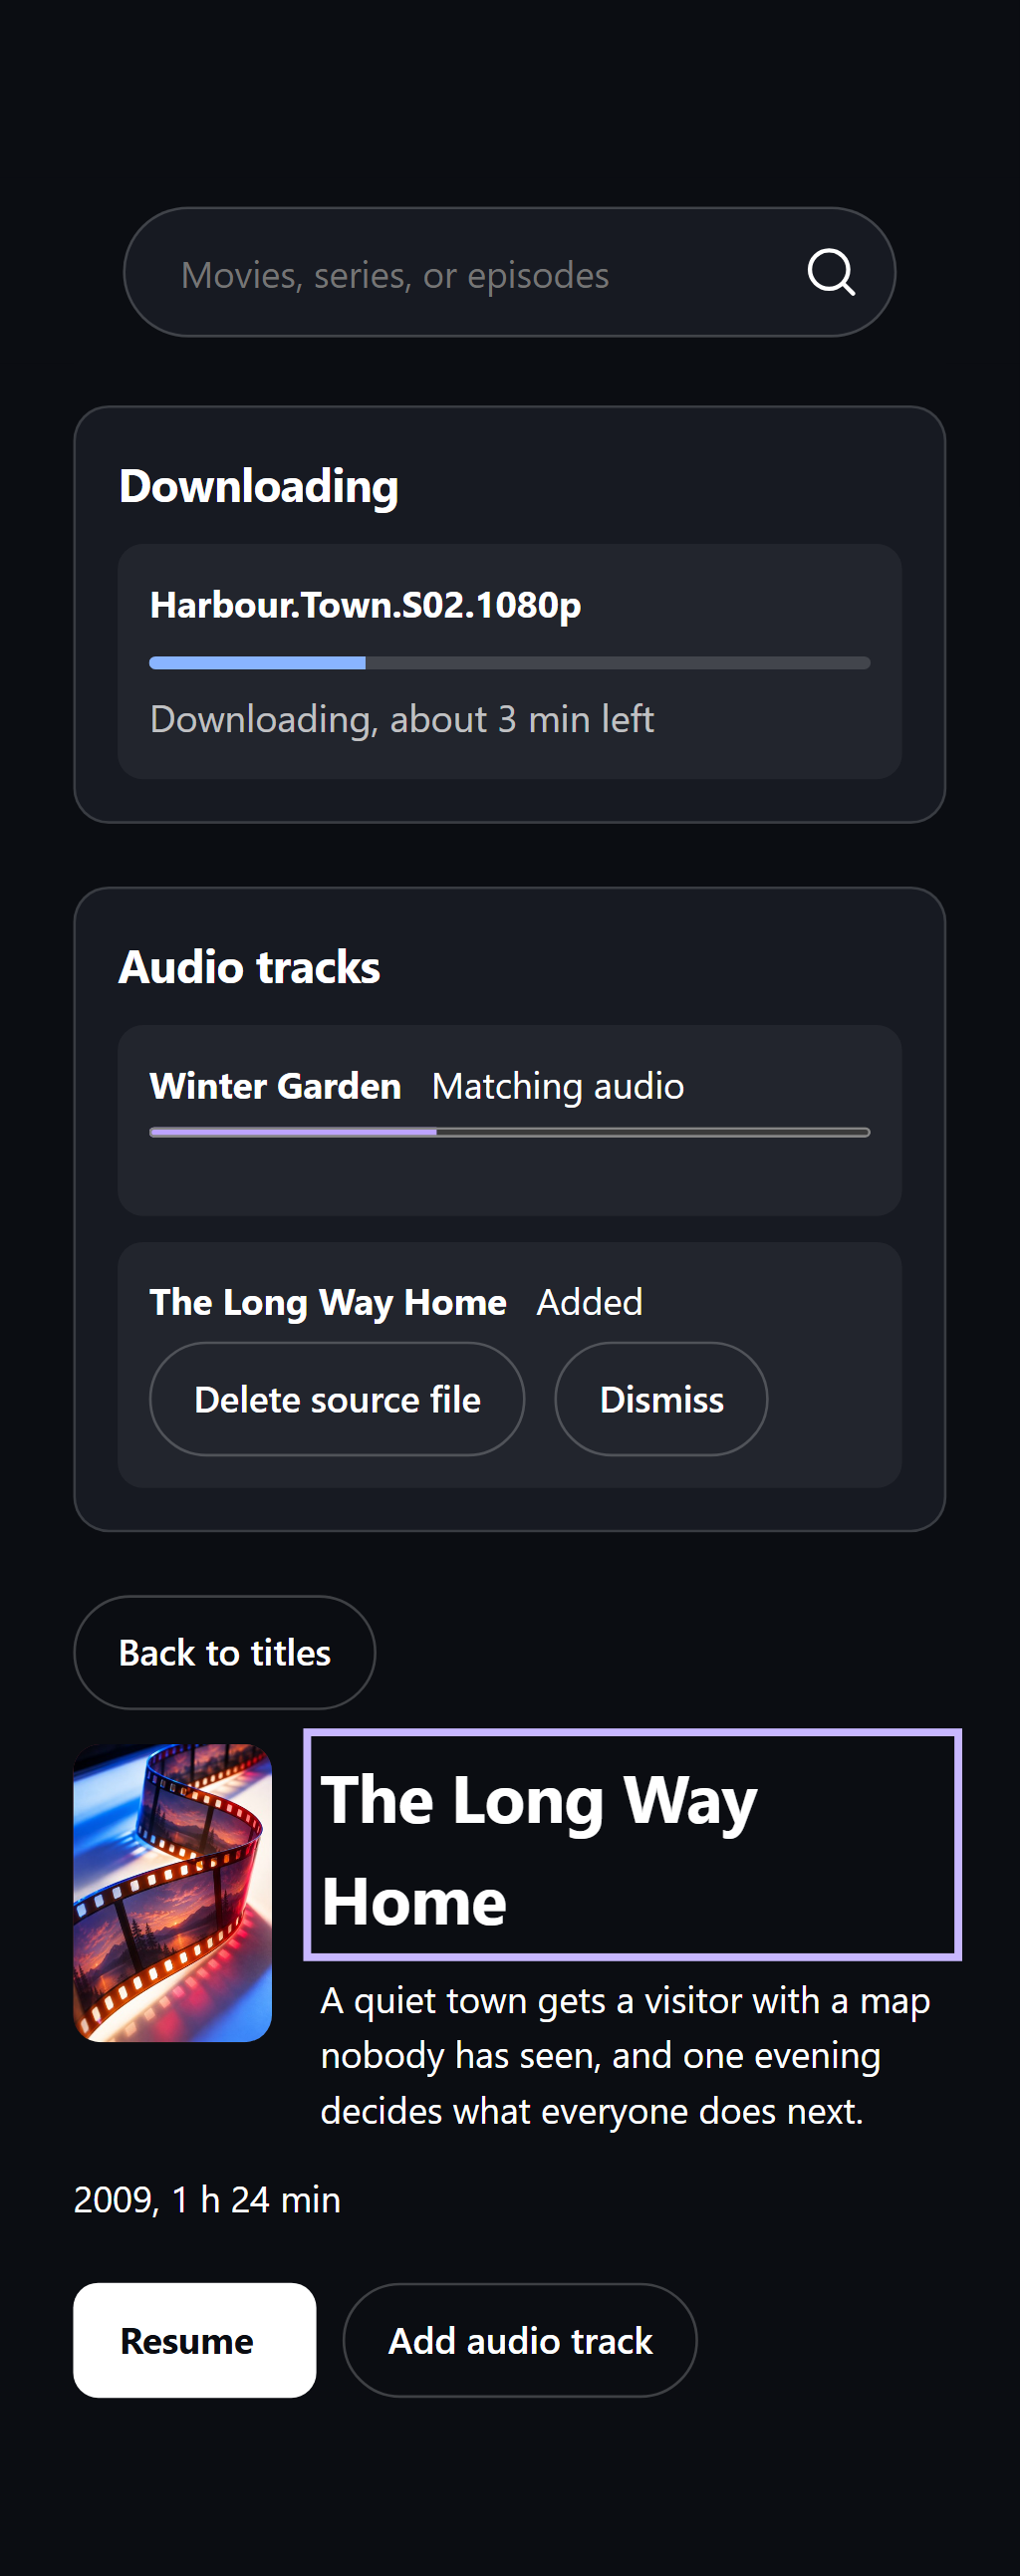 Movies, series, or episodes
Downloading
Harbour.Town.S02.1080p
Downloading, about 3 min left
Audio tracks
Winter Garden Matching audio
The Long Way Home Added
Delete source file Dismiss
Back to titles
The Long Way
Home
A quiet town gets a visitor with a map
nobody has seen, and one evening
decides what everyone does next.
2009, 1 h 24 min
Resume Add audio track